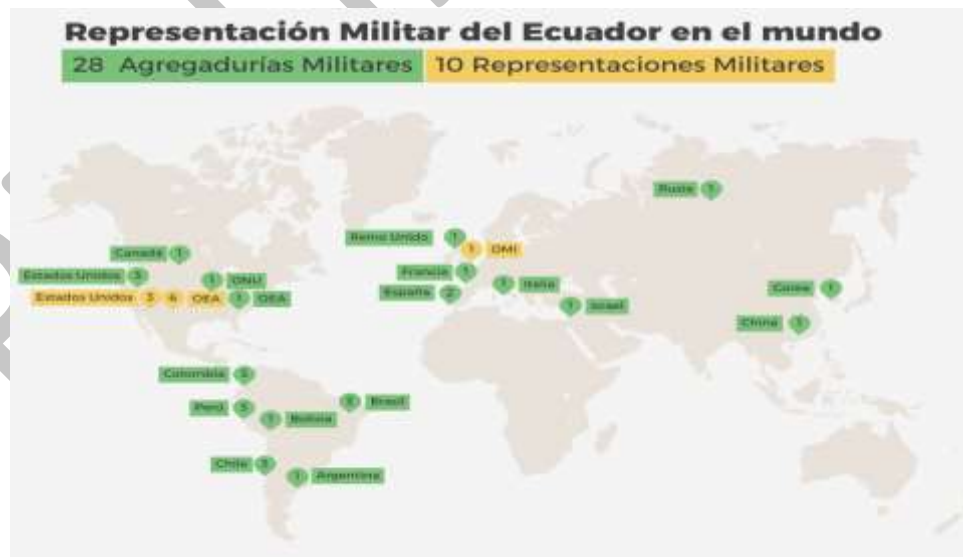 Representación Militar del Ecuador en el mundo
28 Agregadurías Militares 10 Representaciones Militares
Rusia 1
Reino Unido 1
1 OMI
Canadá 1
Francia 1
Estados Unidos 3
1 ONU
España 2
1 Italia
Corea 1
Estados Unidos 3 6 OEA 1 OEA
1 Israel
China 1
Colombia 3
Perú 3
3 Brasil
1 Bolivia
Chile 3
1 Argentina